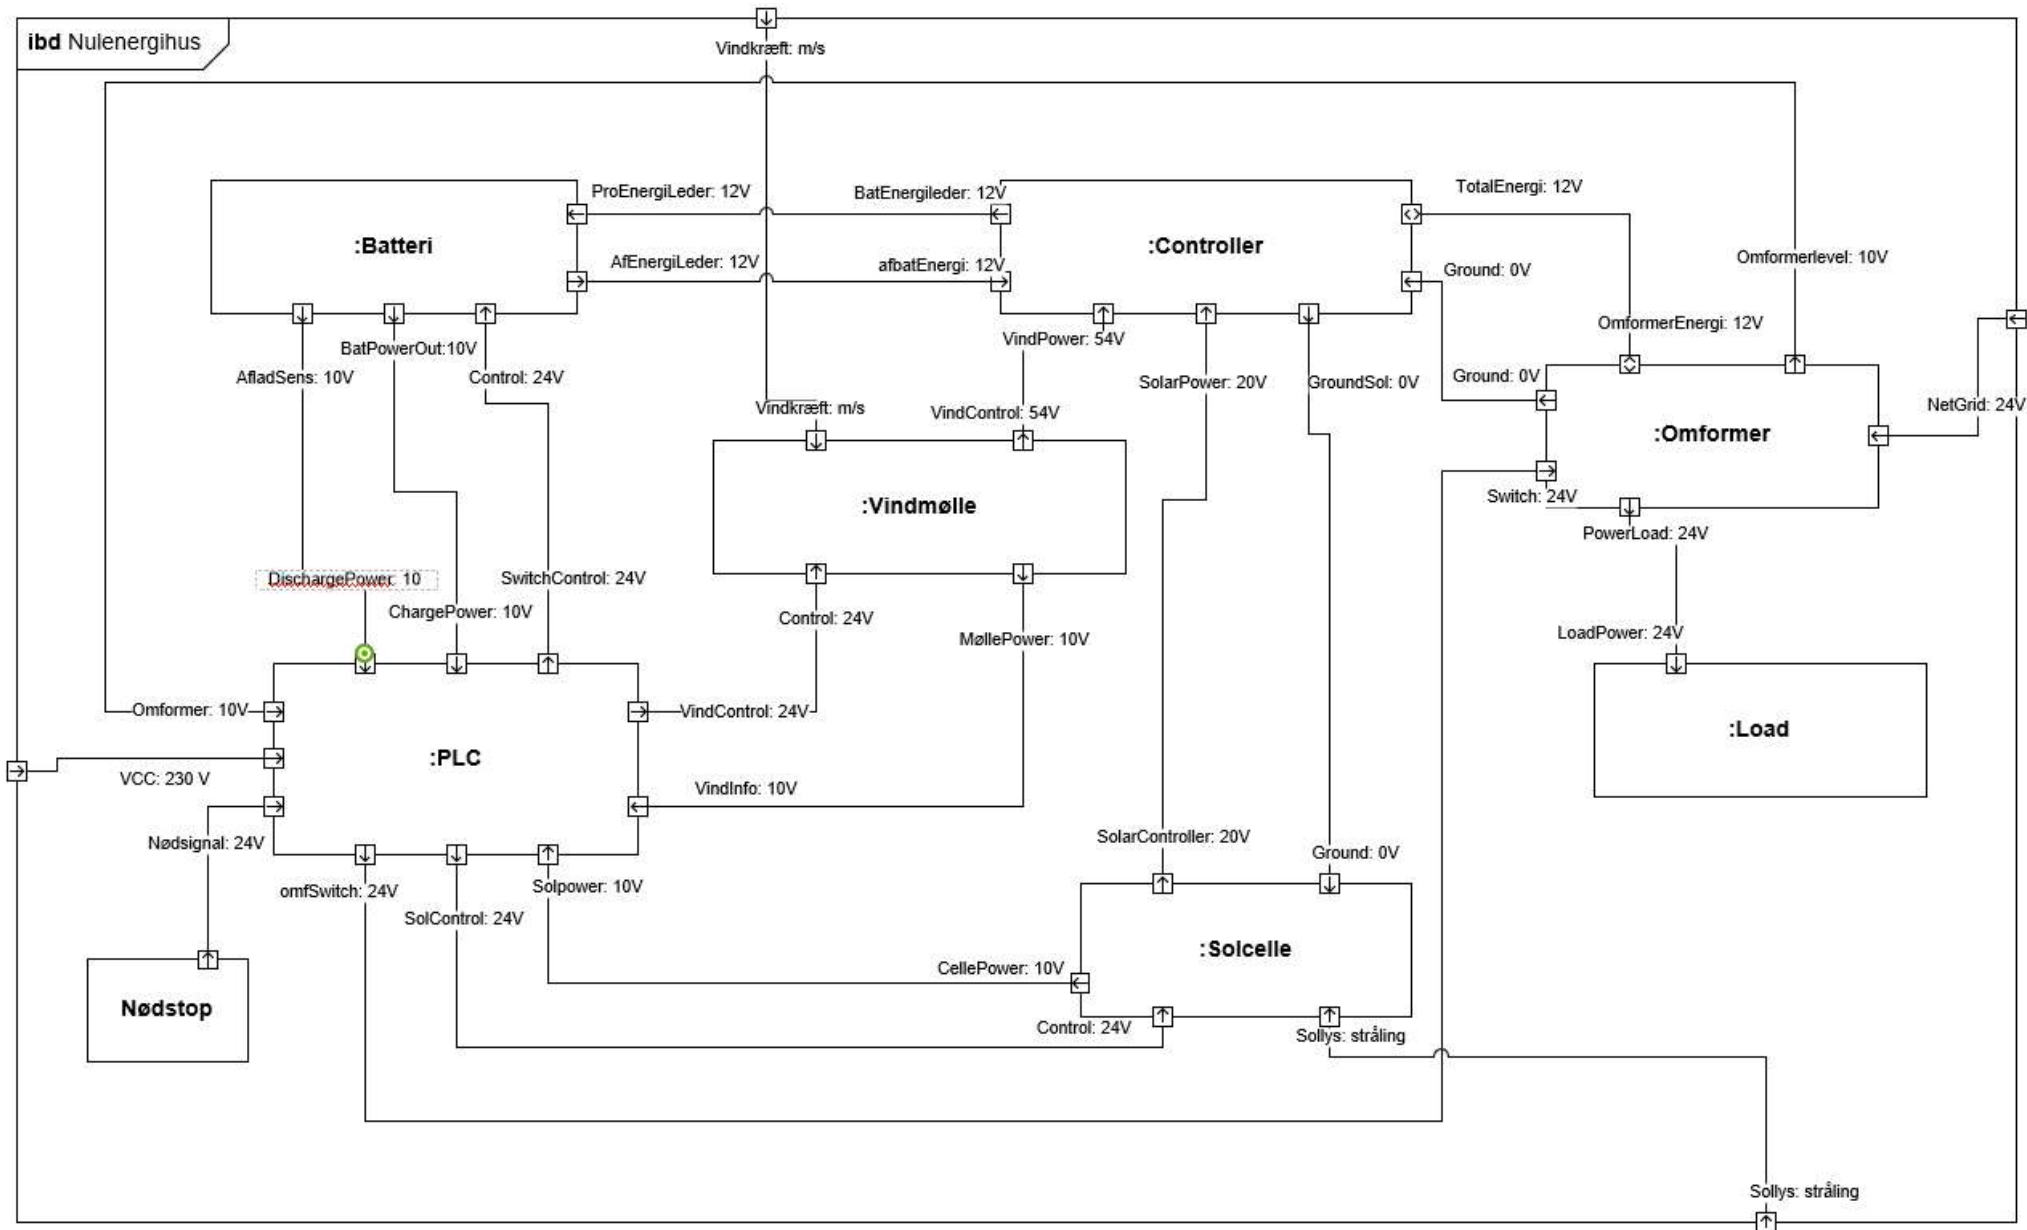 ibd Nulenergihus
Vindkræft: m/s
ProEnergiLeder: 12V
BatEnergileder: 12V
TotalEnergi: 12V
:Batteri
:Controller
AfEnergiLeder: 12V
afbatEnergi: 12V
Ground: 0V
Omformerlevel: 10V
OmformerEnergi: 12V
BatPowerOut:10V
VindPower: 54V
AfladSens: 10V
Control: 24V
SolarPower: 20V
GroundSol: 0V
Ground: 0V
NetGrid: 24V
Vindkræft: m/s
VindControl: 54V
:Omformer
:Vindmølle
Switch: 24V
PowerLoad: 24V
DischargePower: 10
SwitchControl: 24V
ChargePower: 10V
Control: 24V
MøllePower: 10V
LoadPower: 24V
Omformer: 10V
VindControl: 24V
:Load
:PLC
VCC: 230 V
VindInfo: 10V
Nødsignal: 24V
SolarController: 20V
Ground: 0V
omfSwitch: 24V
Solpower: 10V
SolControl: 24V
:Solcelle
CellePower: 10V
Nødstop
Control: 24V
Sollys: stråling
Sollys: stråling